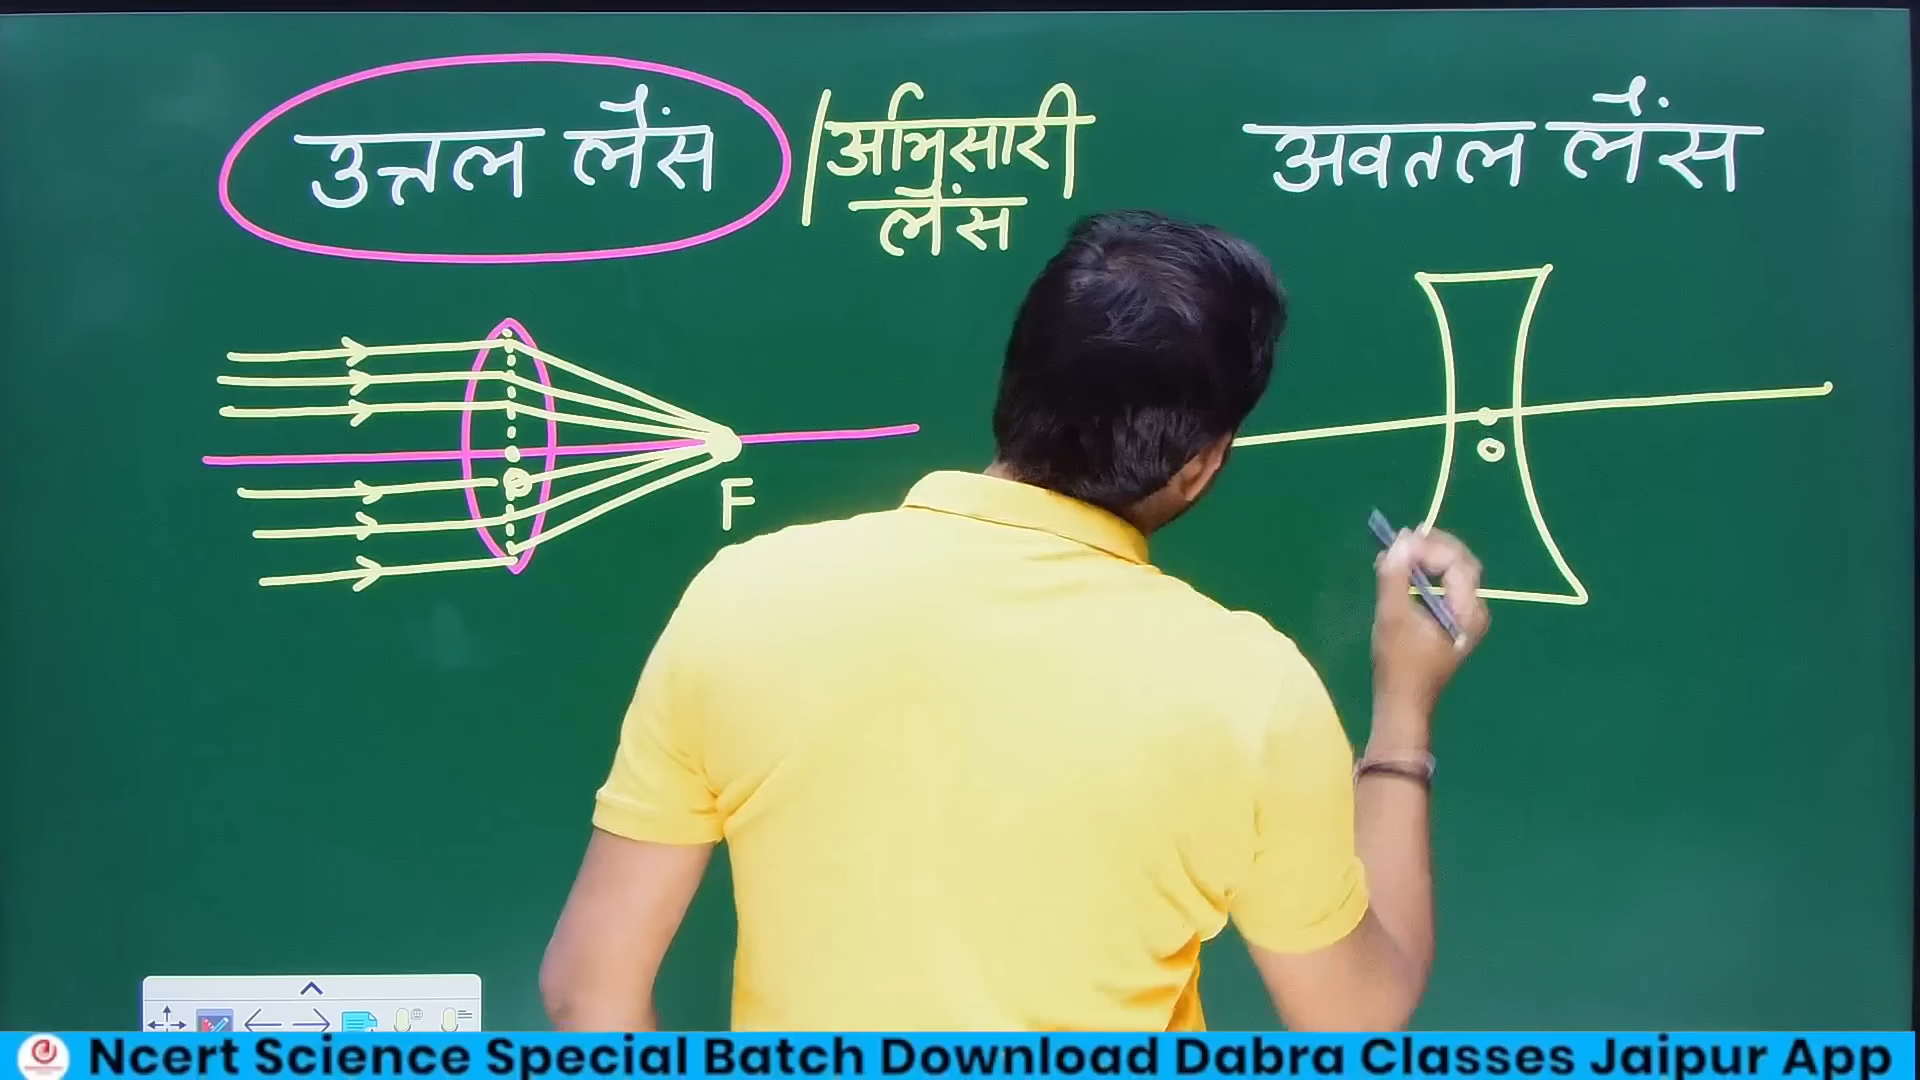 उत्तल लेंस
अभिसारी
लेंस
अवतल लेंस
F
O
O
Ncert Science Special Batch Download Dabra Classes Jaipur App